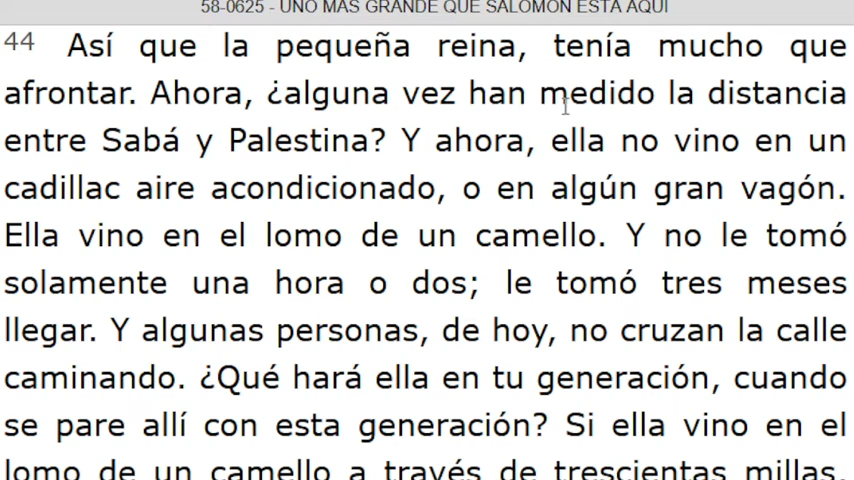 58-0625 - UNO MAS GRANDE QUE SALOMON ESTA AQUI
44 Así que la pequeña reina, tenía mucho que
afrontar. Ahora, ¿alguna vez han medido la distancia
entre Sabá y Palestina? Y ahora, ella no vino en un
cadillac aire acondicionado, o en algún gran vagón.
Ella vino en el lomo de un camello. Y no le tomó
solamente una hora o dos; le tomó tres meses
llegar. Y algunas personas, de hoy, no cruzan la calle
caminando. ¿Qué hará ella en tu generación, cuando
se pare allí con esta generación? Si ella vino en el
lomo de un camello a través de trescientas millas.